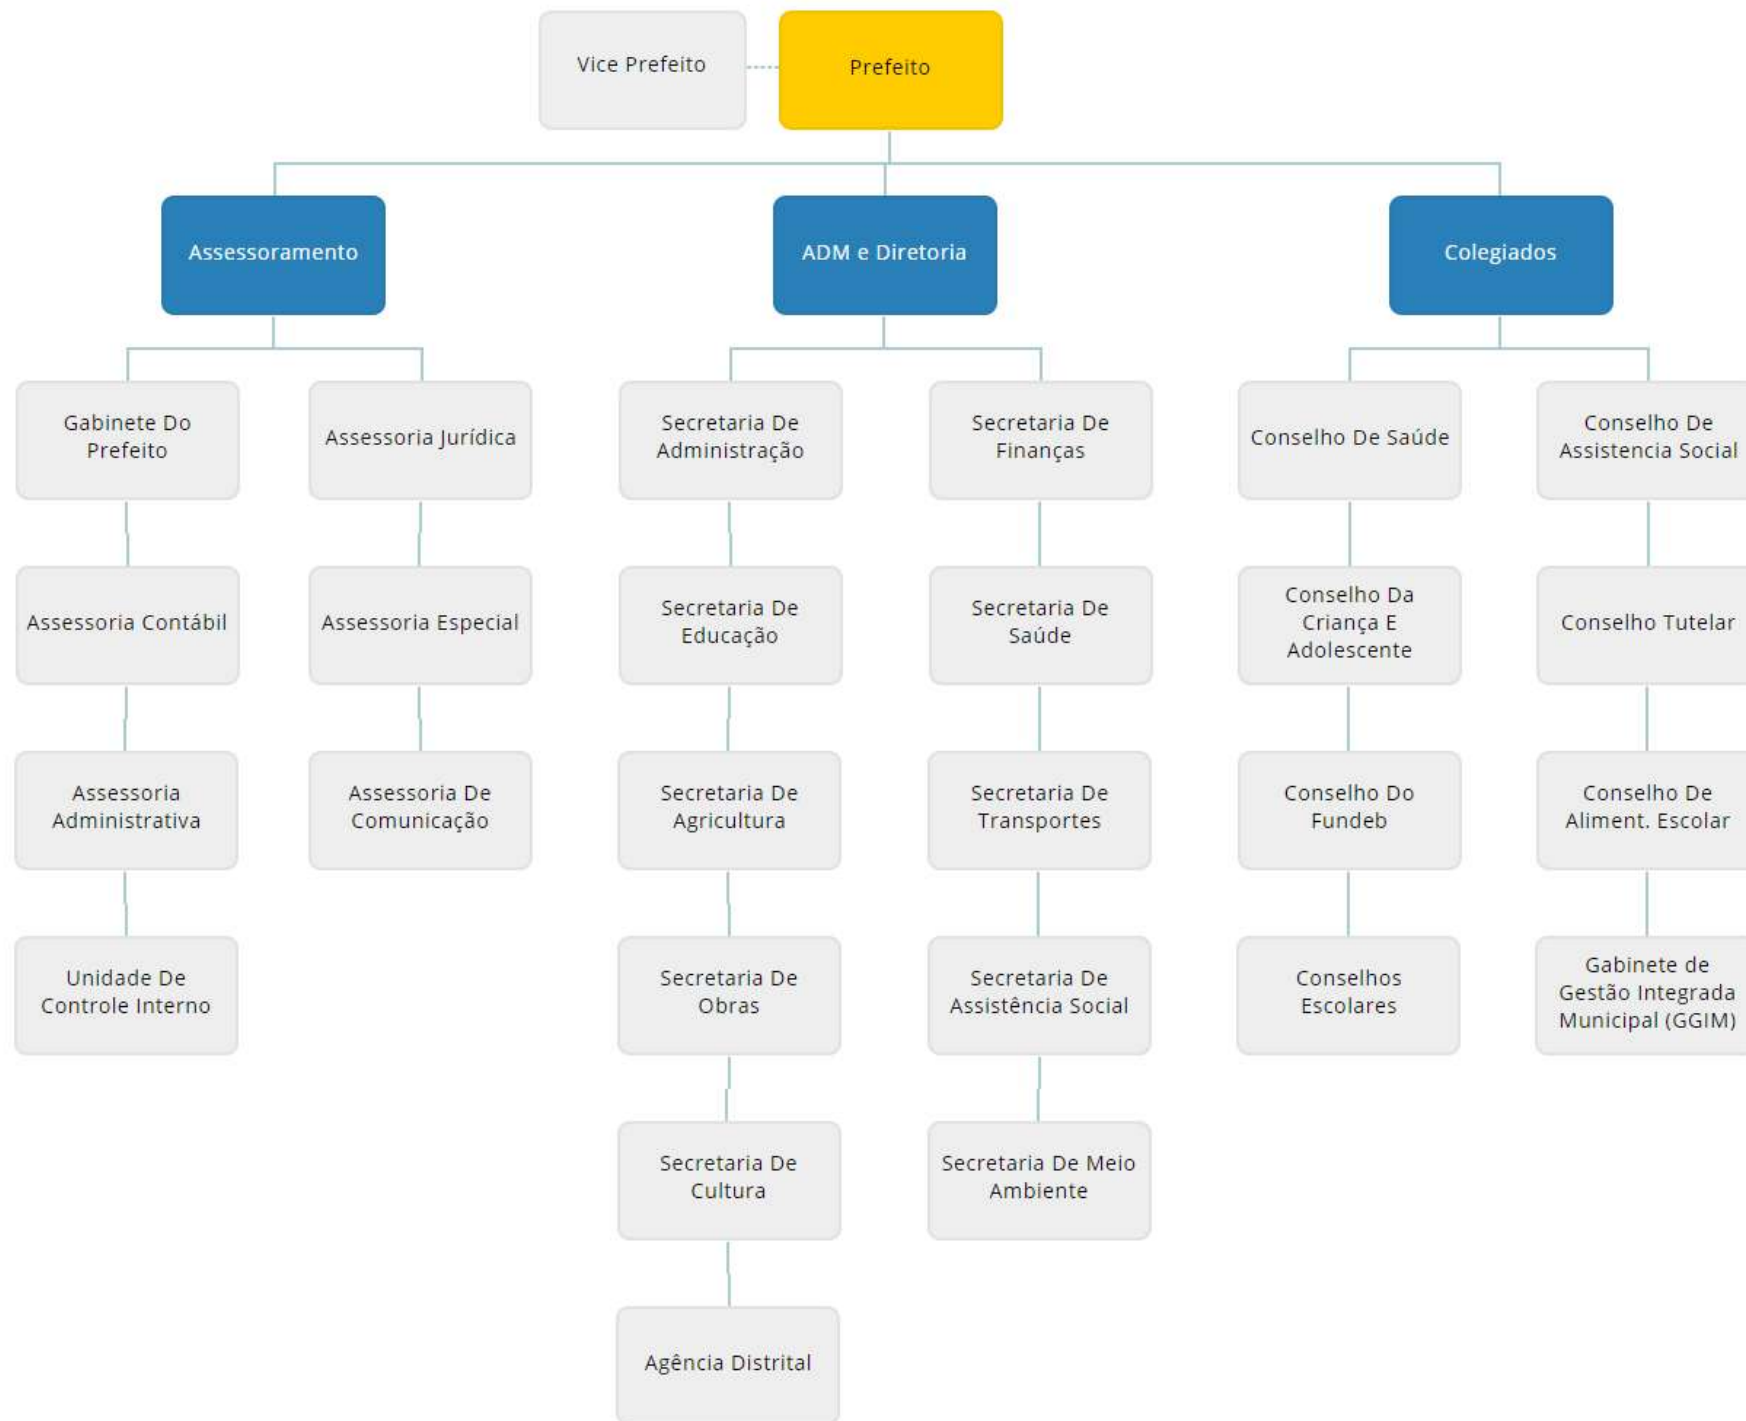 Vice Prefeito
Prefeito
Assessoramento
ADM e Diretoria
Colegiados
Gabinete Do
Prefeito
Assessoria Jurídica
Secretaria De
Administração
Secretaria De
Finanças
Conselho De Saúde
Conselho De
Assistencia Social
Assessoria Contábil
Assessoria Especial
Secretaria De
Educação
Secretaria De
Saúde
Conselho Da
Criança E
Adolescente
Conselho Tutelar
Assessoria
Administrativa
Assessoria De
Comunicação
Secretaria De
Agricultura
Secretaria De
Transportes
Conselho Do
Fundeb
Conselho De
Aliment. Escolar
Unidade De
Controle Interno
Secretaria De
Obras
Secretaria De
Assistência Social
Conselhos
Escolares
Gabinete de
Gestão Integrada
Municipal (GGIM)
Secretaria De
Cultura
Secretaria De Meio
Ambiente
Agência Distrital